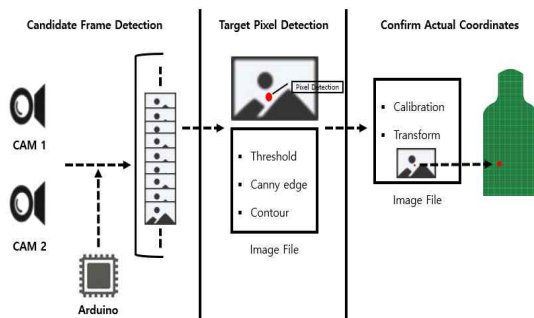 Candidate Frame Detection
CAM 1
CAM 2
Arduino
Target Pixel Detection
Pixel Detection
▪ Threshold
▪ Canny edge
▪ Contour
Image File
Confirm Actual Coordinates
▪ Calibration
▪ Transform
Image File